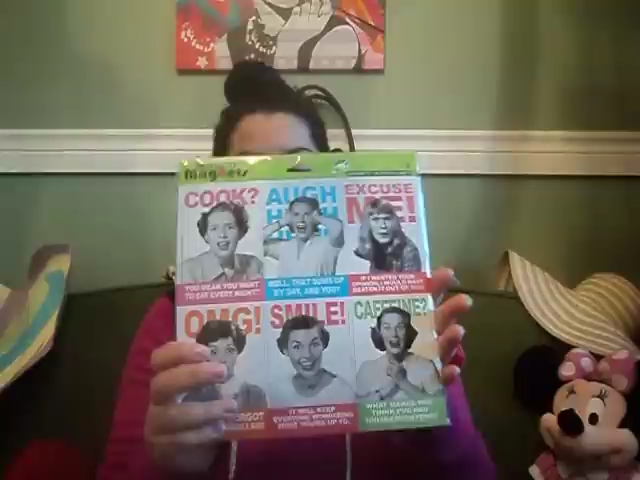 Magnets
COOK?
YOU MEAN YOU WANT
TO EAT EVERY NIGHT?
AUGH
WELL, THAT SUMS UP
MY DAY, AND YOU?
EXCUSE
ME!
IF I WANTED YOUR
OPINION, I WOULD HAVE
BEATEN IT OUT OF YOU!
OMG!
FORGOT
SMILE!
IT WILL KEEP
EVERYONE WONDERING
WHAT YOU'RE UP TO.
CAFFEINE?
WHAT MAKES YOU
THINK I'VE HAD